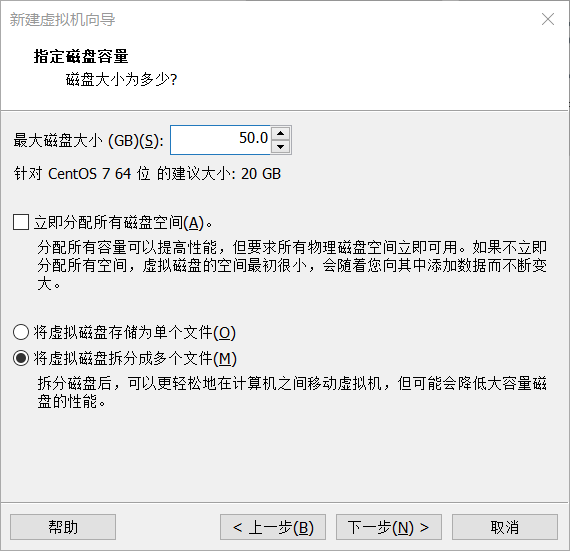 新建虚拟机向导
指定磁盘容量
磁盘大小为多少?
最大磁盘大小 (GB)(S): 50.0
针对 CentOS 7 64 位 的建议大小: 20 GB
立即分配所有磁盘空间(A)。
分配所有容量可以提高性能，但要求所有物理磁盘空间立即可用。如果不立即
分配所有空间，虚拟磁盘的空间最初很小，会随着您向其中添加数据而不断变
大。
将虚拟磁盘存储为单个文件(O)
将虚拟磁盘拆分成多个文件(M)
拆分磁盘后，可以更轻松地在计算机之间移动虚拟机，但可能会降低大容量磁
盘的性能。
帮助 < 上一步(B) 下一步(N) > 取消